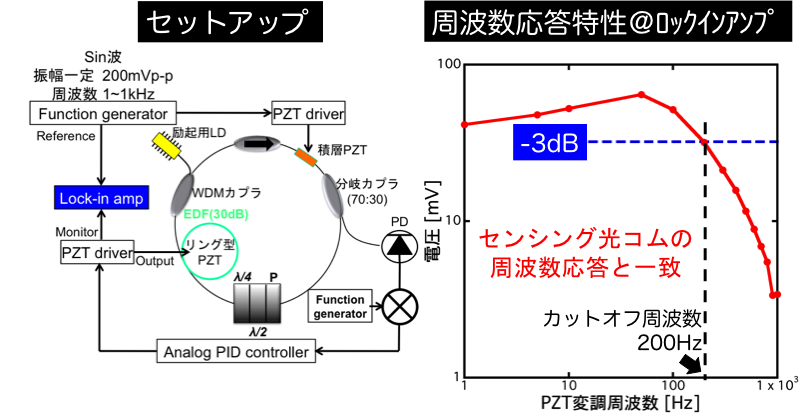 セットアップ
Sin波
振幅一定 200mVp-p
周波数 1~1kHz
Function generator
PZT driver
Reference
励起用LD
積層PZT
WDMカプラ
分岐カプラ
(70:30)
Lock-in amp
EDF(30dB)
PD
Monitor
リング型
PZT
PZT driver
Output
λ/4
P
Function
generator
λ/2
Analog PID controller
周波数応答特性@ﾛｯｸｲﾝｱﾝﾌﾟ
100
-3dB
電圧 [mV]
10
センシング光コムの
周波数応答と一致
カットオフ周波数
200Hz
1
1
10
100
1 x 10³
PZT変調周波数 [Hz]